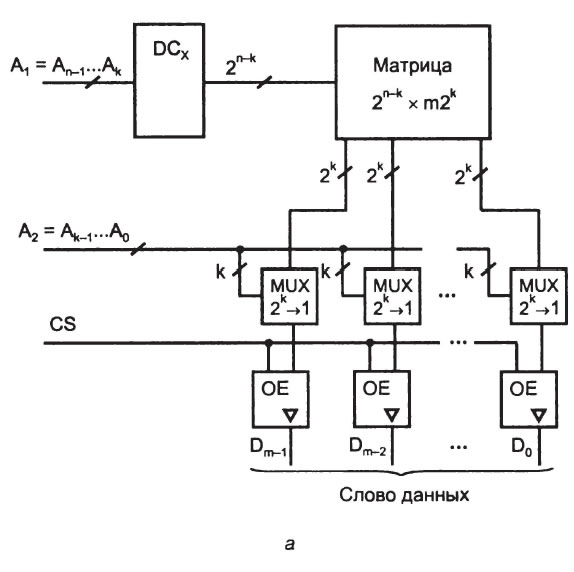 A₁ = Aₙ₋₁...Aₖ
DCₓ
2ⁿ⁻ᵏ
Матрица
2ⁿ⁻ᵏ × m2ᵏ
2ᵏ 2ᵏ 2ᵏ
A₂ = Aₖ₋₁...A₀
k k k
MUX MUX ... MUX
2ᵏ→1 2ᵏ→1 2ᵏ→1
CS ...
OE OE OE
Dₘ₋₁ Dₘ₋₂ ... D₀
Слово данных
а